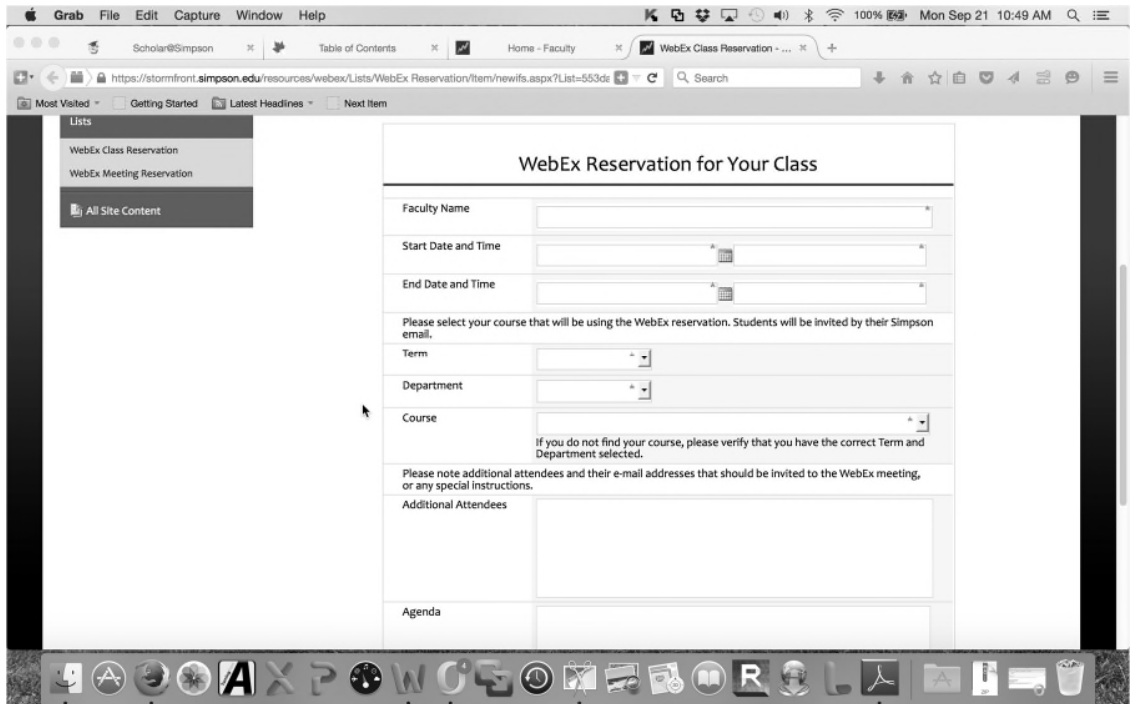 Grab File Edit Capture Window Help 100% Mon Sep 21 10:49 AM
Scholar@Simpson Table of Contents Home - Faculty WebEx Class Reservation - ...
https://stormfront.simpson.edu/resources/webex/Lists/WebEx Reservation/Item/newifs.aspx?List=553da Search
Most Visited Getting Started Latest Headlines Next Item
Lists
WebEx Class Reservation
WebEx Meeting Reservation
All Site Content
WebEx Reservation for Your Class
Faculty Name *
Start Date and Time * *
End Date and Time * *
Please select your course that will be using the WebEx reservation. Students will be invited by their Simpson
email.
Term *
Department *
Course *
If you do not find your course, please verify that you have the correct Term and
Department selected.
Please note additional attendees and their e-mail addresses that should be invited to the WebEx meeting,
or any special instructions.
Additional Attendees
Agenda